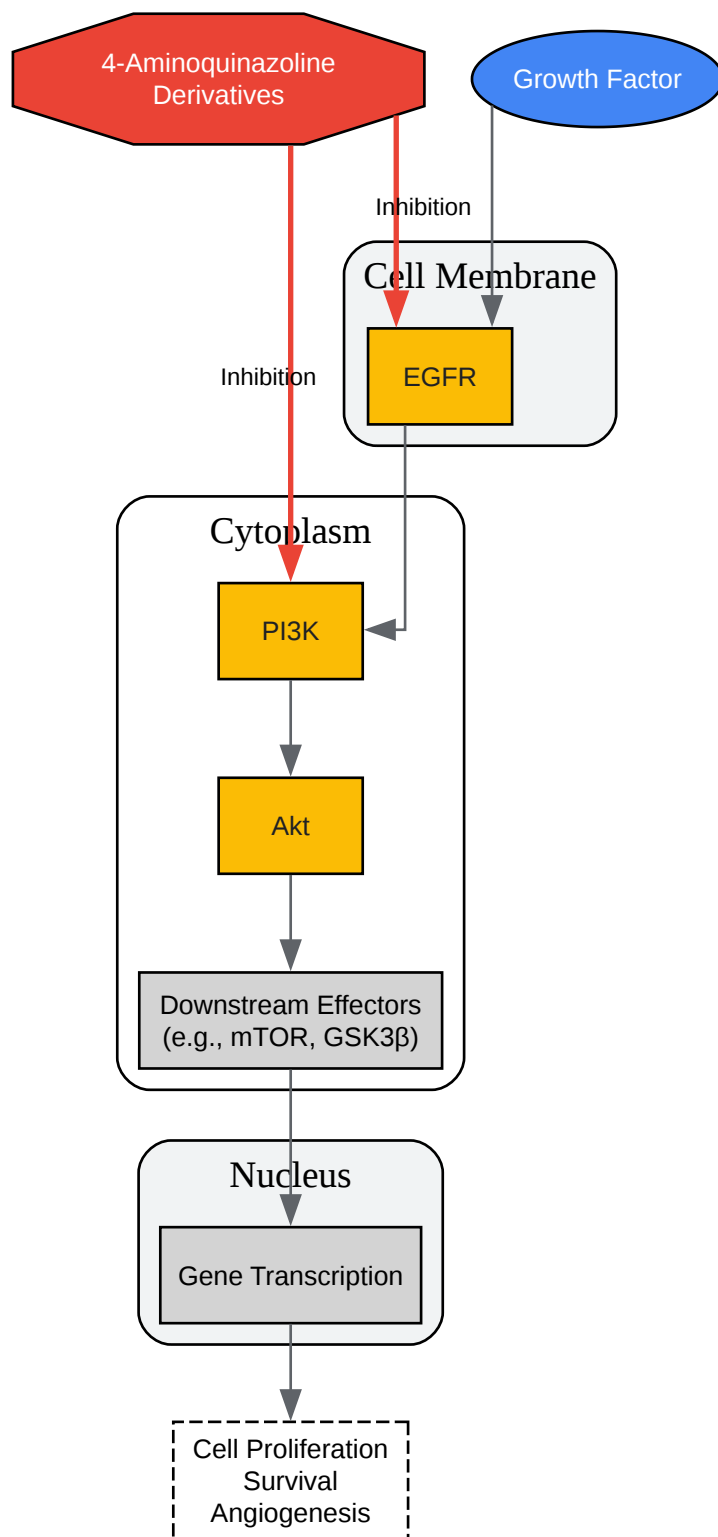 4-Aminoquinazoline
Derivatives
Growth Factor
Inhibition
Cell Membrane
Inhibition
EGFR
Cytoplasm
PI3K
Akt
Downstream Effectors
(e.g., mTOR, GSK3β)
Nucleus
Gene Transcription
Cell Proliferation
Survival
Angiogenesis